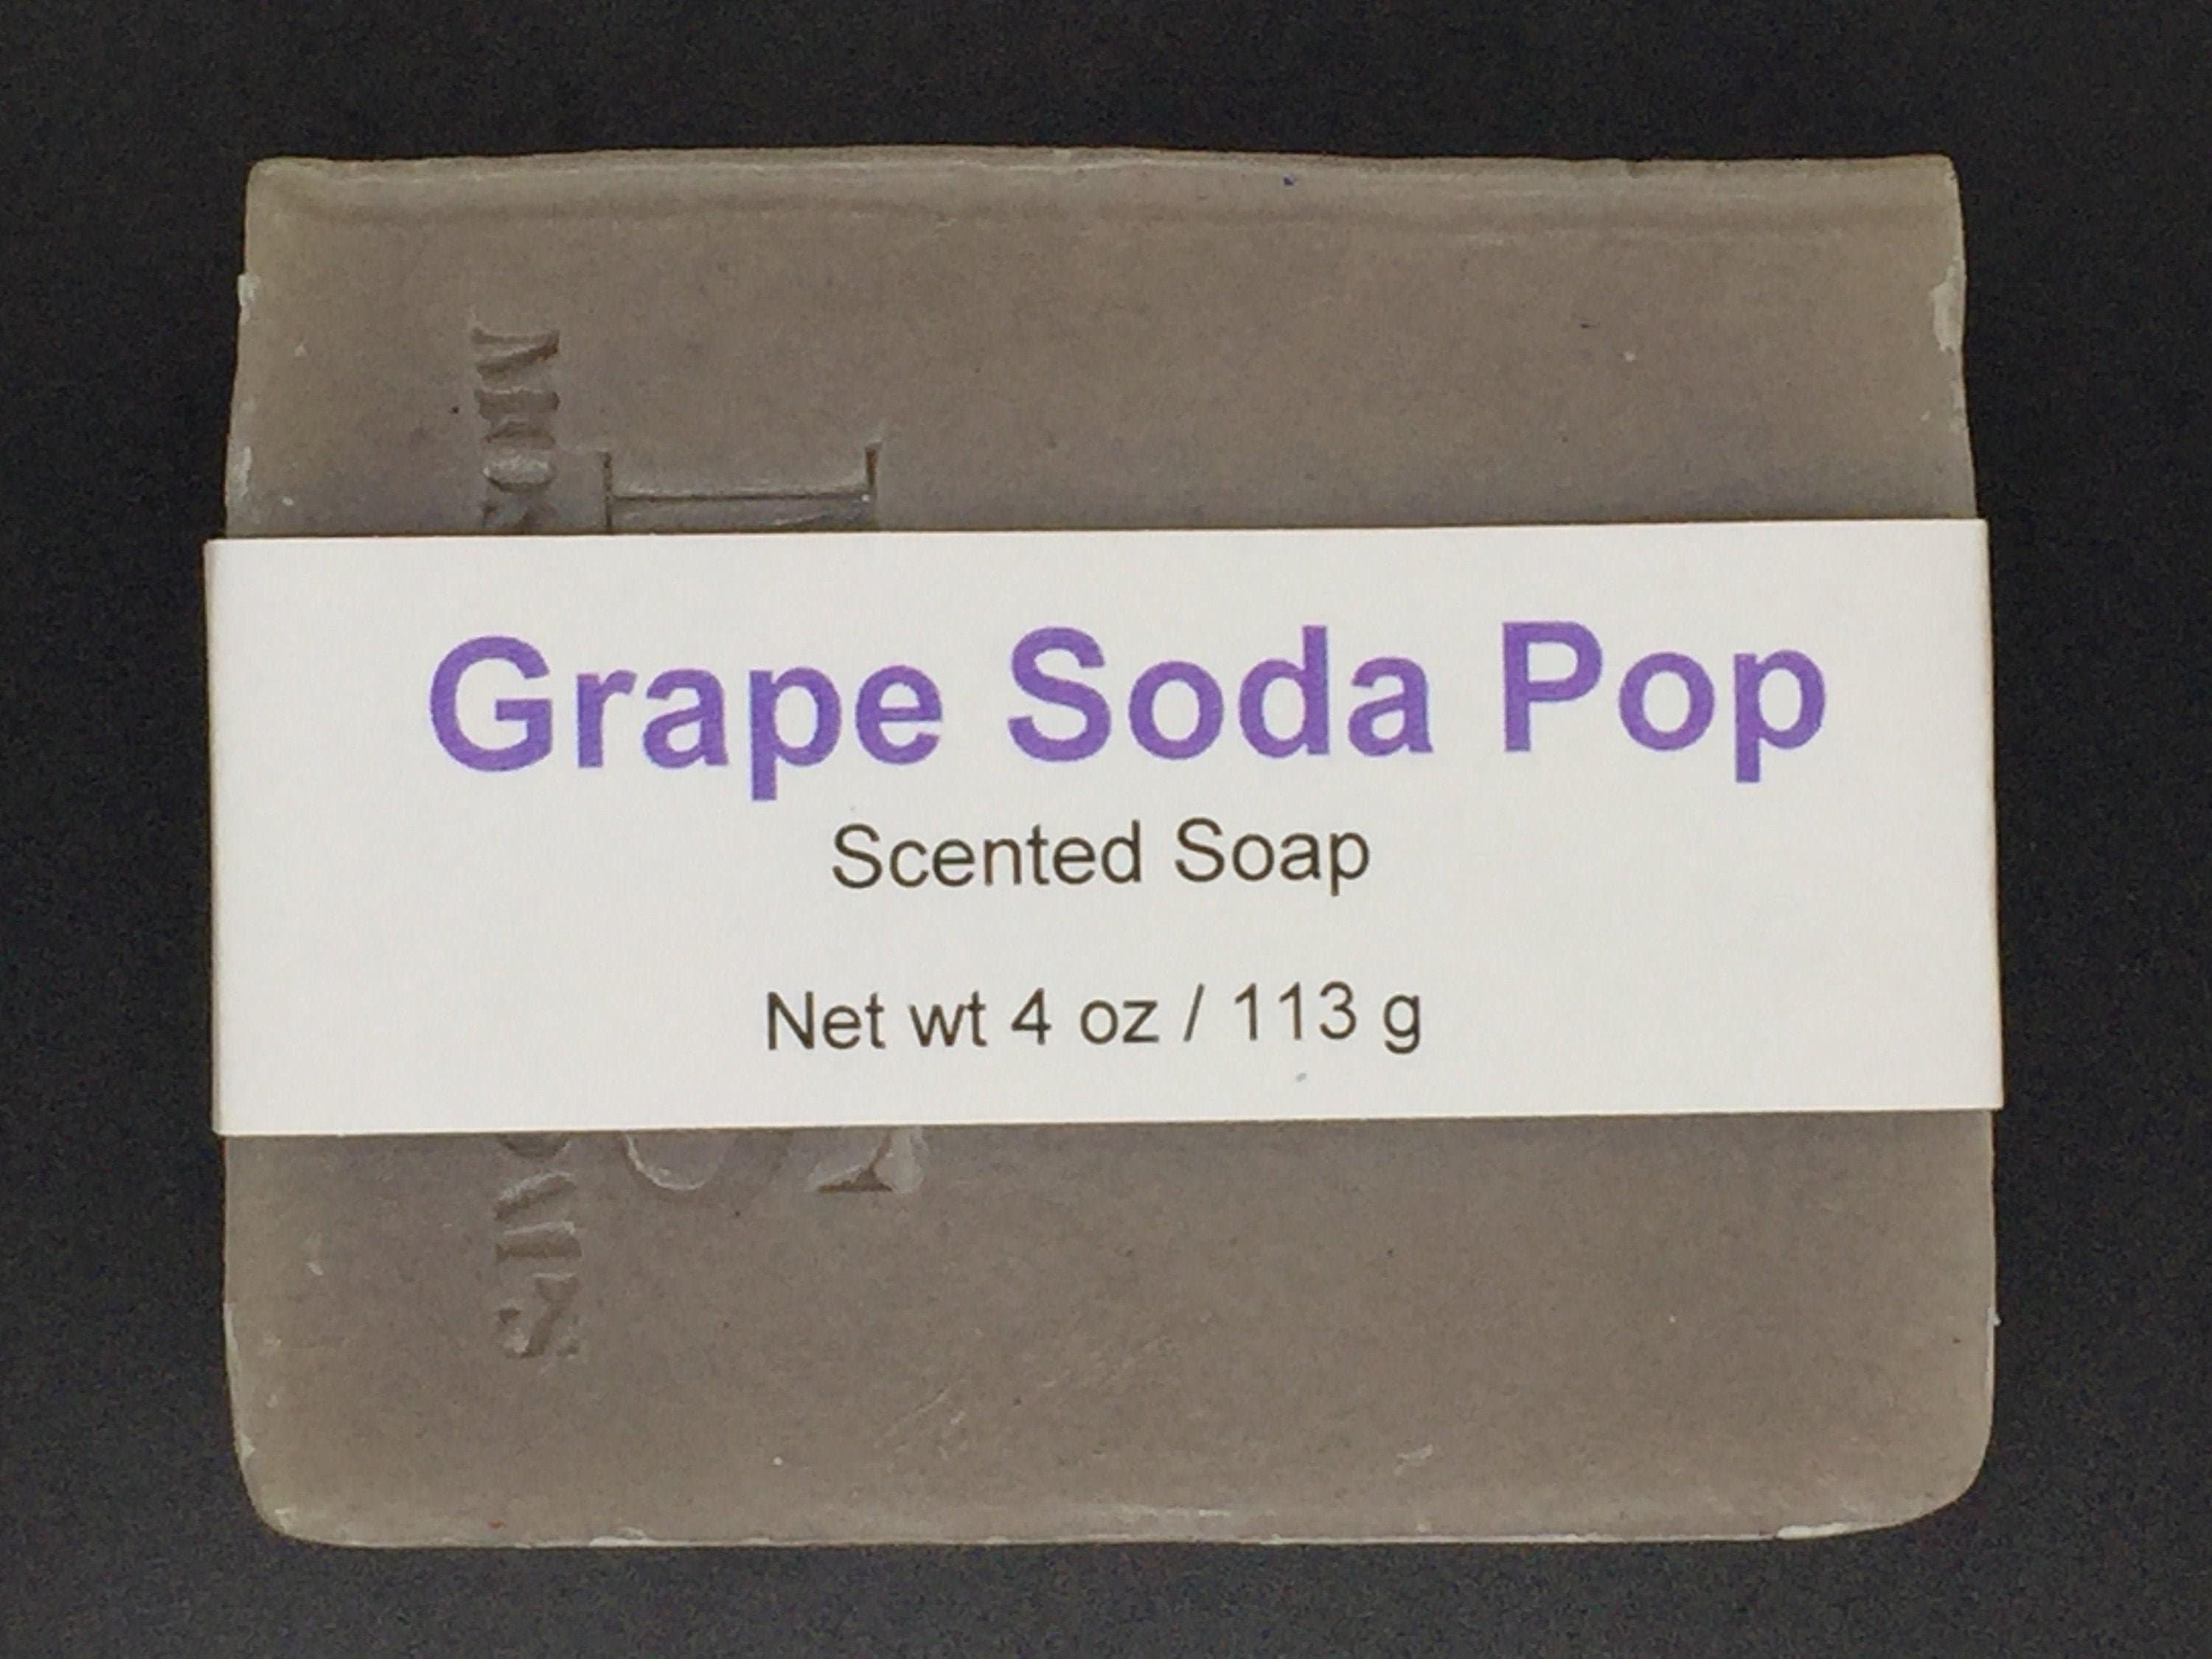 Grape Soda Pop
Scented Soap
Net wt 4 oz / 113 g